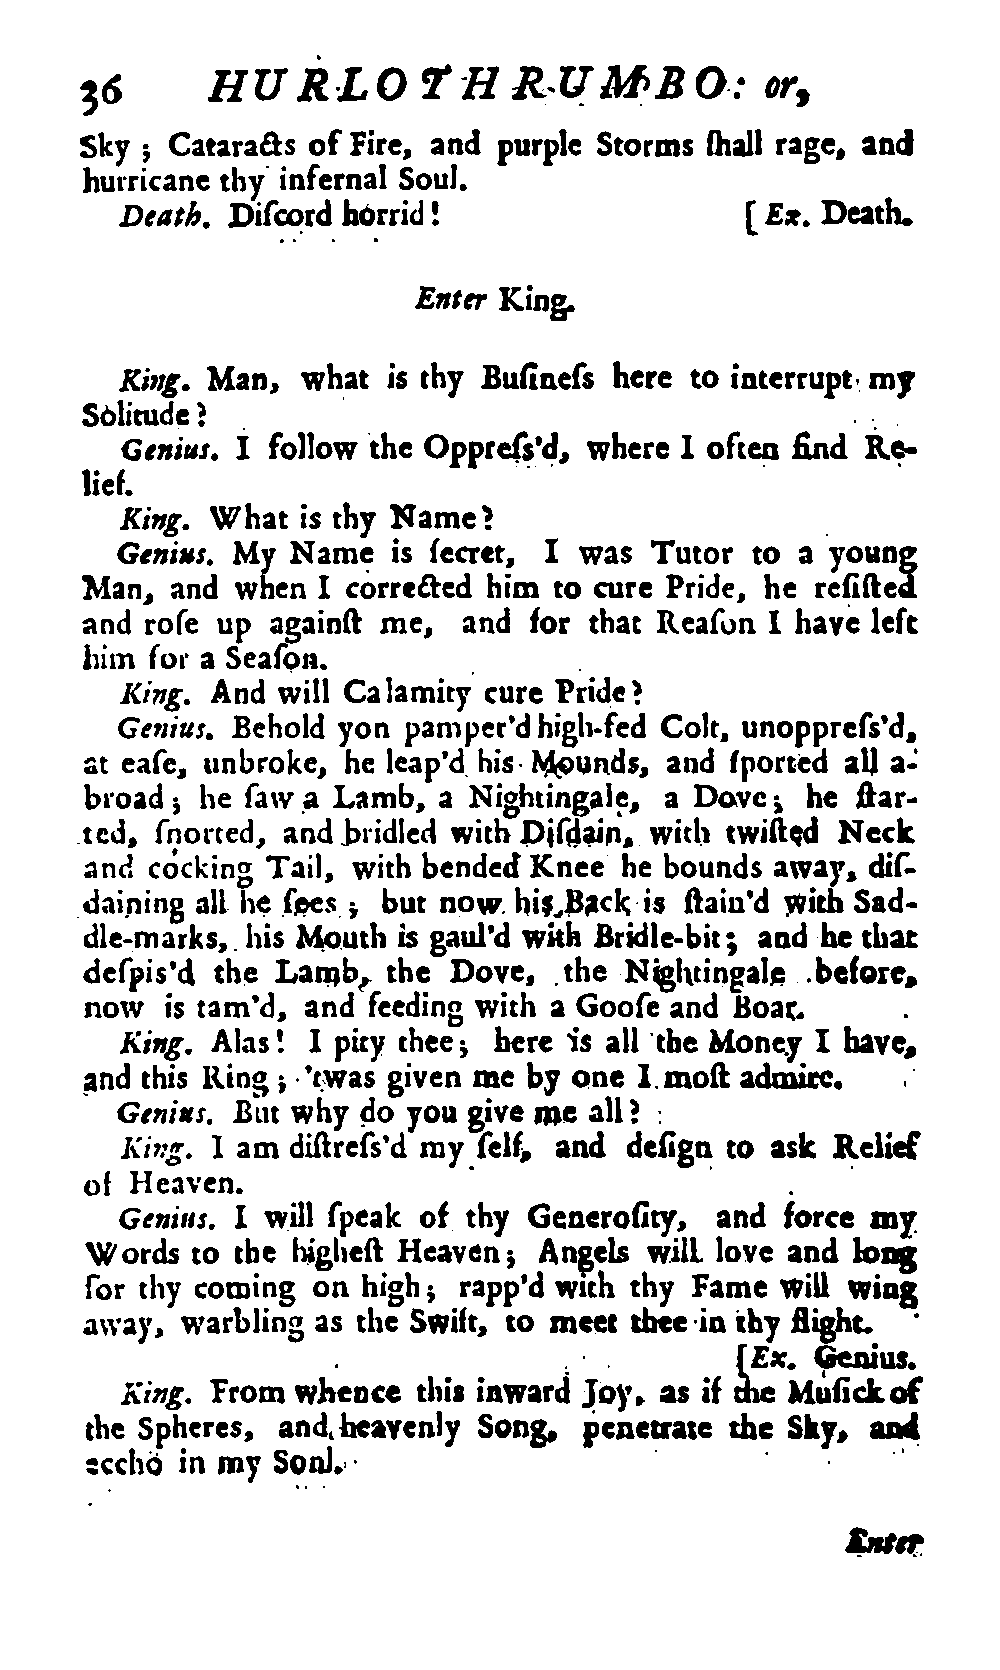 36 HURLOTHRUMBO: or,
Sky ; Cataracts of Fire, and purple Storms ſhall rage, and
hurricane thy infernal Soul.
Death. Diſcord horrid! [ Ex. Death.
Enter King.
King. Man, what is thy Buſineſs here to interrupt my
Solitude?
Genius. I follow the Oppreſs'd, where I often find Re-
lief.
King. What is thy Name?
Genius. My Name is ſecret, I was Tutor to a young
Man, and when I corrected him to cure Pride, he reſiſted
and roſe up againſt me, and for that Reaſon I have left
him for a Seaſon.
King. And will Calamity cure Pride?
Genius. Behold yon pamper'd high-fed Colt, unoppreſs'd,
at eaſe, unbroke, he leap'd his Mounds, and ſported all a-
broad ; he ſaw a Lamb, a Nightingale, a Dove ; he ſtar-
ted, ſnorted, and bridled with Diſdain, with twiſted Neck
and cocking Tail, with bended Knee he bounds away, diſ-
daining all he ſees ; but now his Back is ſtain'd with Sad-
dle-marks, his Mouth is gaul'd with Bridle-bit ; and he that
deſpis'd the Lamb, the Dove, the Nightingale before,
now is tam'd, and feeding with a Gooſe and Boar.
King. Alas! I pity thee ; here is all the Money I have,
and this Ring ; 'twas given me by one I moſt admire.
Genius. But why do you give me all?
King. I am diſtreſs'd my ſelf, and deſign to ask Relief
of Heaven.
Genius. I will ſpeak of thy Generoſity, and force my
Words to the higheſt Heaven ; Angels will love and long
for thy coming on high ; rapp'd with thy Fame will wing
away, warbling as the Swift, to meet thee in thy flight.
[Ex. Genius.
King. From whence this inward Joy, as if the Muſick of
the Spheres, and heavenly Song, penetrate the Sky, and
eccho in my Soul.
Enter